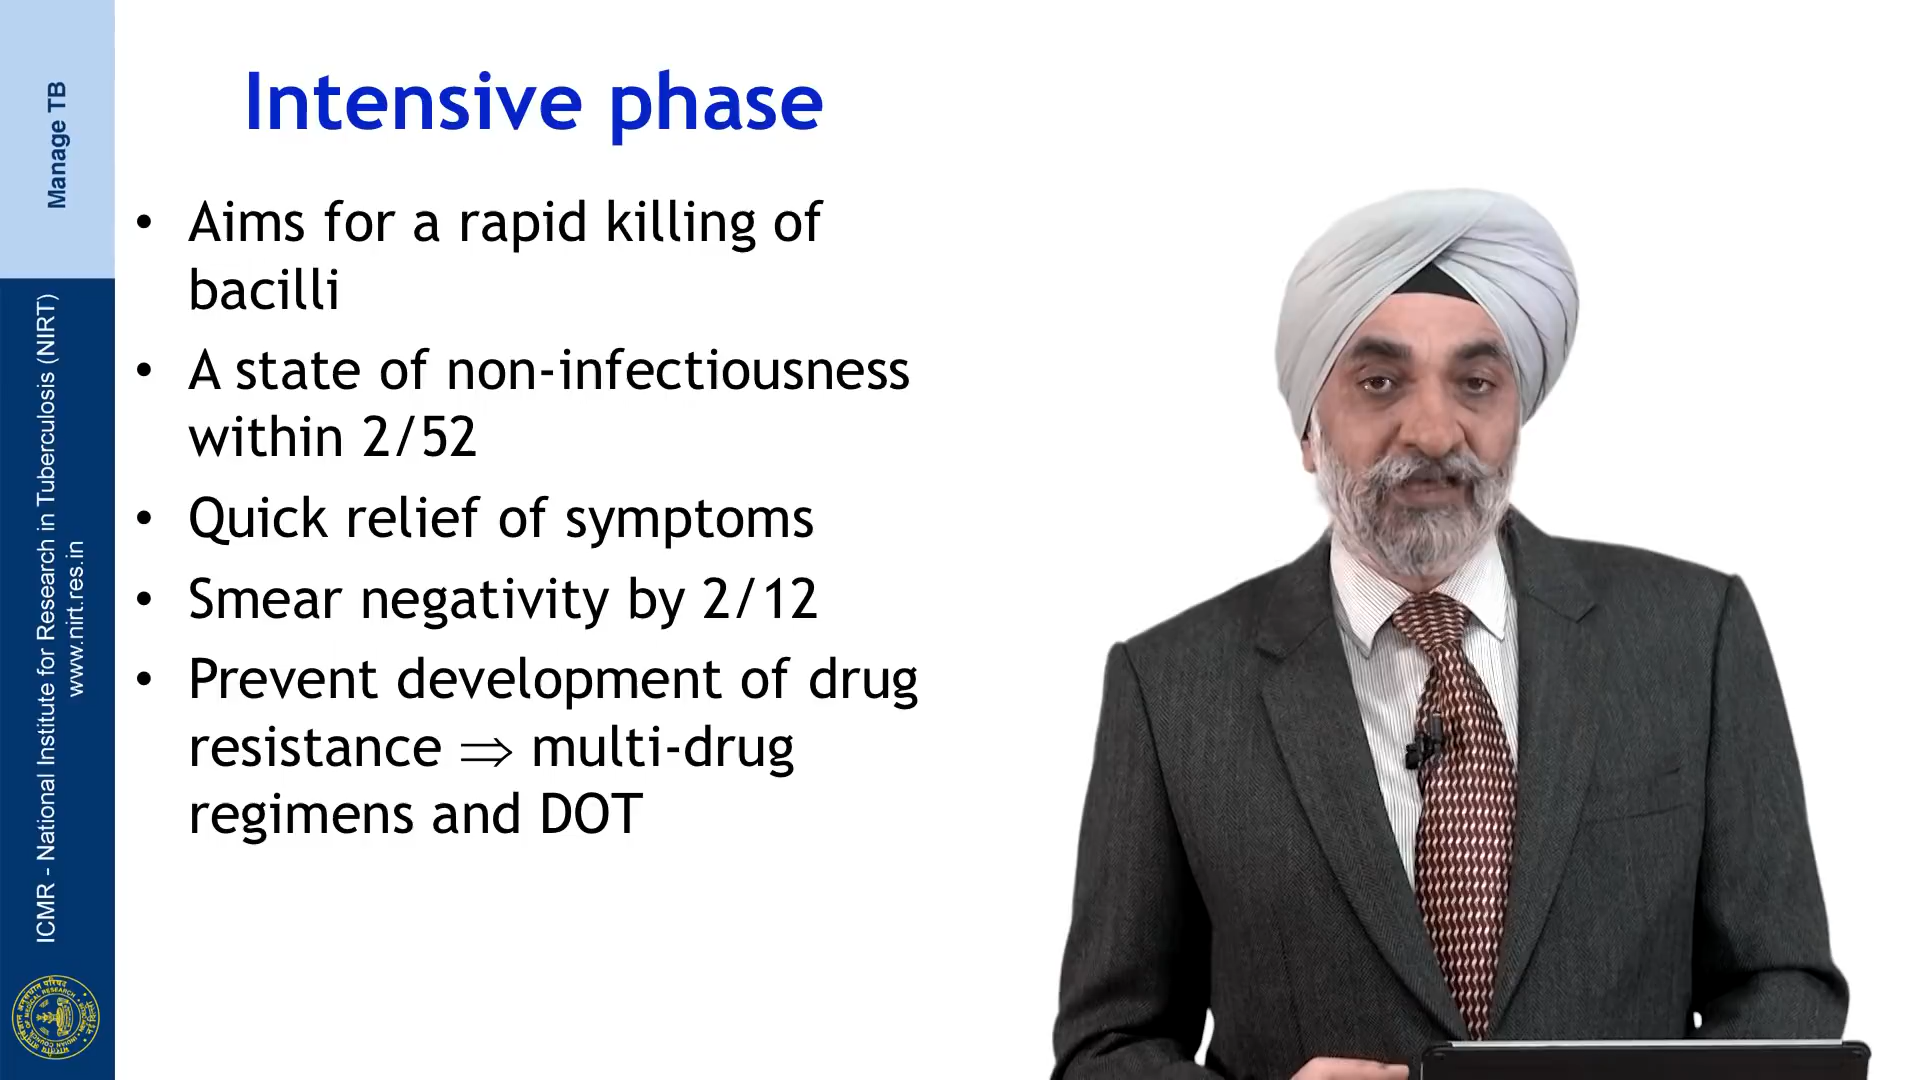 Manage TB
ICMR - National Institute for Research in Tuberculosis (NIRT)
www.nirt.res.in
Intensive phase
• Aims for a rapid killing of
bacilli
• A state of non-infectiousness
within 2/52
• Quick relief of symptoms
• Smear negativity by 2/12
• Prevent development of drug
resistance ⇒ multi-drug
regimens and DOT